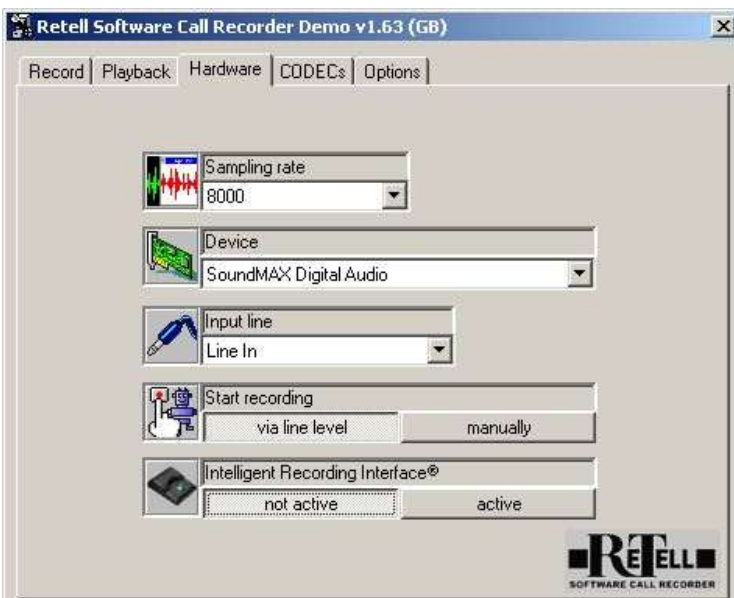 Retell Software Call Recorder Demo v1.63 (GB)
Record Playback Hardware CODECs Options
Sampling rate
8000
Device
SoundMAX Digital Audio
Input line
Line In
Start recording
via line level manually
Intelligent Recording Interface®
not active active
RETELL
SOFTWARE CALL RECORDER